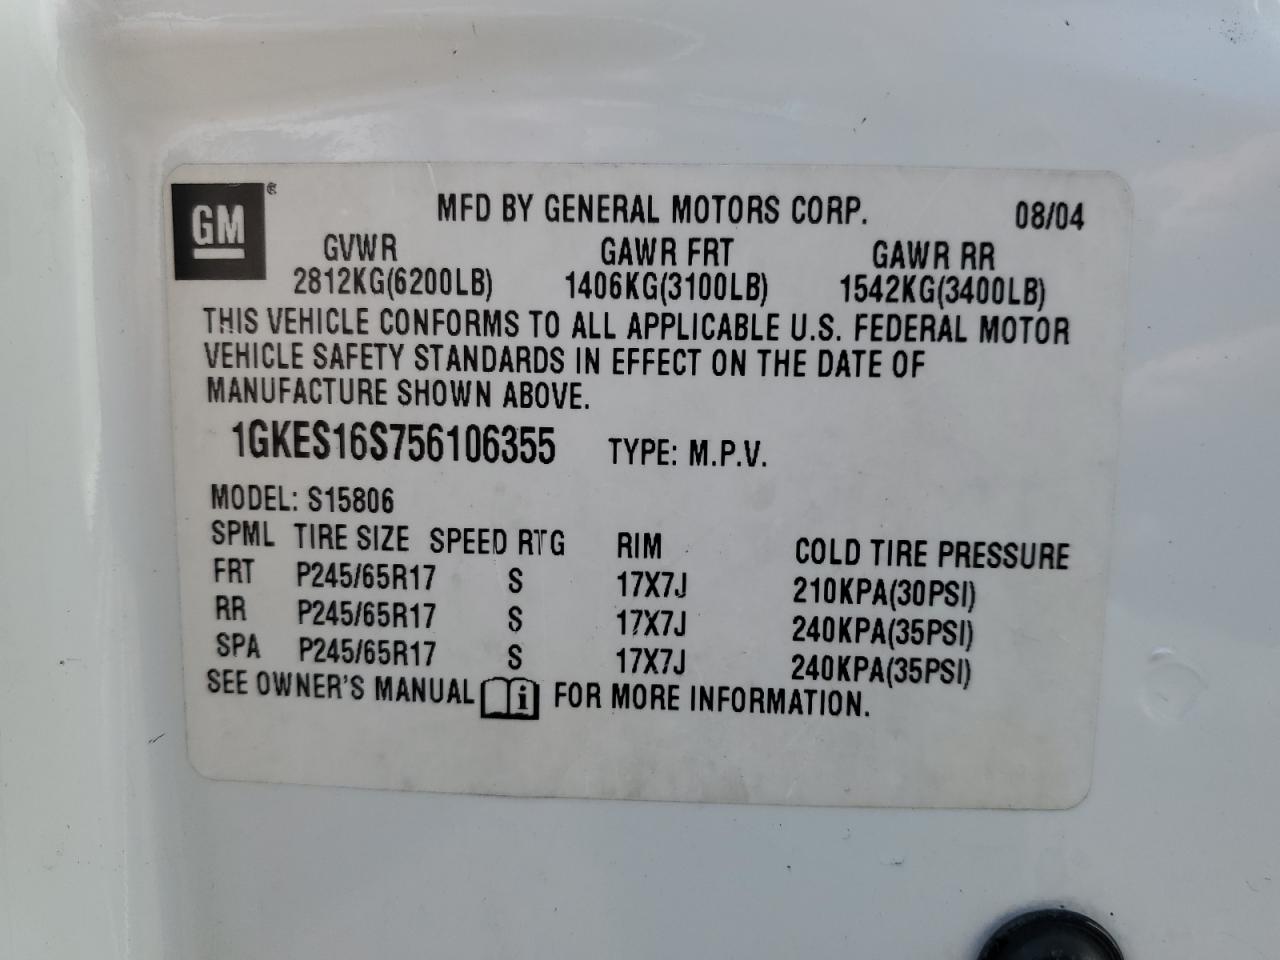 GM ®
MFD BY GENERAL MOTORS CORP. 08/04
GVWR GAWR FRT GAWR RR
2812KG(6200LB) 1406KG(3100LB) 1542KG(3400LB)
THIS VEHICLE CONFORMS TO ALL APPLICABLE U.S. FEDERAL MOTOR
VEHICLE SAFETY STANDARDS IN EFFECT ON THE DATE OF
MANUFACTURE SHOWN ABOVE.
1GKES16S756106355 TYPE: M.P.V.
MODEL: S15806
SPML TIRE SIZE SPEED RTG RIM COLD TIRE PRESSURE
FRT P245/65R17 S 17X7J 210KPA(30PSI)
RR P245/65R17 S 17X7J 240KPA(35PSI)
SPA P245/65R17 S 17X7J 240KPA(35PSI)
SEE OWNER'S MANUAL i FOR MORE INFORMATION.